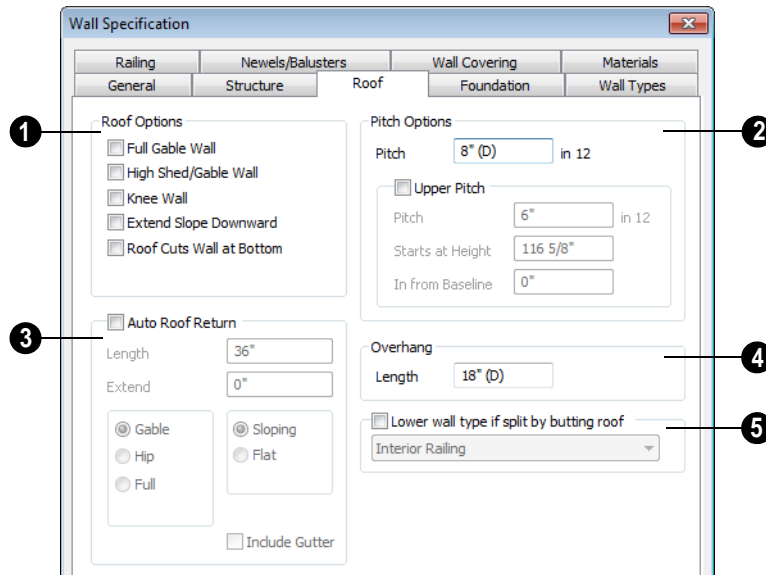 Wall Specification
Railing
Newels/Balusters
Wall Covering
Materials
General
Structure
Roof
Foundation
Wall Types
1
Roof Options
Full Gable Wall
High Shed/Gable Wall
Knee Wall
Extend Slope Downward
Roof Cuts Wall at Bottom
2
Pitch Options
Pitch 8" (D) in 12
Upper Pitch
Pitch 6" in 12
Starts at Height 116 5/8"
In from Baseline 0"
3
Auto Roof Return
Length 36"
Extend 0"
Gable
Hip
Full
Sloping
Flat
Include Gutter
4
Overhang
Length 18" (D)
5
Lower wall type if split by butting roof
Interior Railing